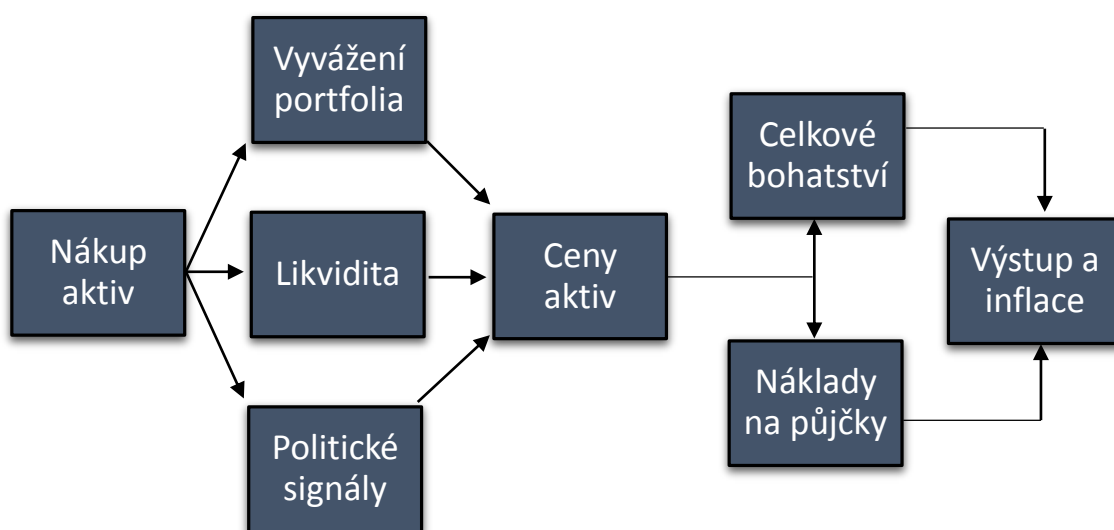 Vyvážení
portfolia
Nákup
aktiv
Likvidita
Politické
signály
Ceny
aktiv
Celkové
bohatství
Náklady
na půjčky
Výstup a
inflace